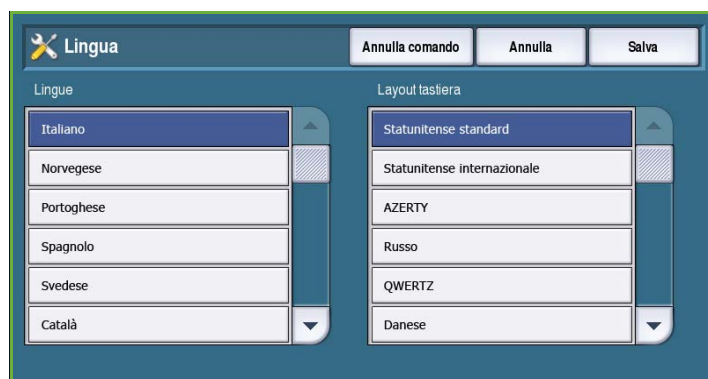 Lingua
Annulla comando
Annulla
Salva
Lingue
Italiano
Norvegese
Portoghese
Spagnolo
Svedese
Català
Layout tastiera
Statunitense standard
Statunitense internazionale
AZERTY
Russo
QWERTZ
Danese